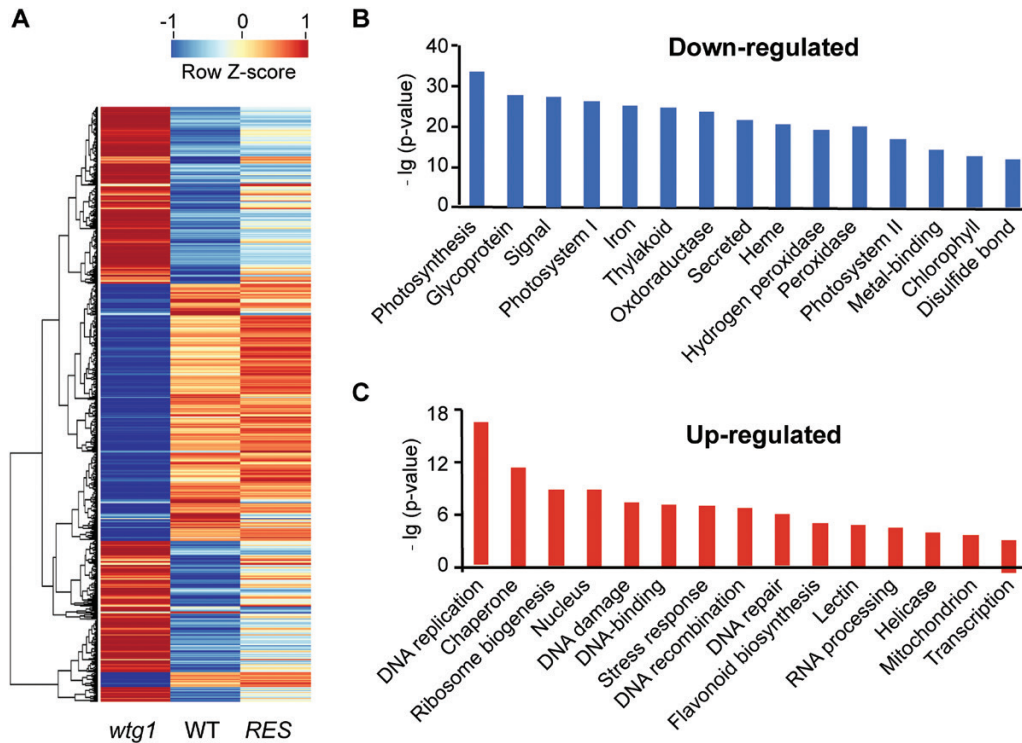 A
-1 0 1
Row Z-score
wtg1 WT RES
B
Down-regulated
- lg (p-value)
40
30
20
10
0
Photosynthesis
Glycoprotein
Signal
Photosystem I
Iron
Thylakoid
Oxdoraductase
Secreted
Heme
Hydrogen peroxidase
Peroxidase
Photosystem II
Metal-binding
Chlorophyll
Disulfide bond
C
Up-regulated
- lg (p-value)
18
12
6
0
DNA replication
Chaperone
Ribosome biogenesis
Nucleus
DNA damage
DNA-binding
Stress response
DNA recombination
DNA repair
Flavonoid biosynthesis
Lectin
RNA processing
Helicase
Mitochondrion
Transcription